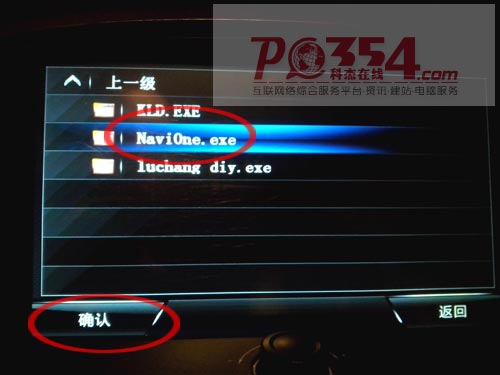 PC354.com
科杰在线
互联网络综合服务平台·资讯·建站·电脑服务
上一级
KLD.EXE
NaviOne.exe
luchang diy.exe
确认
返回